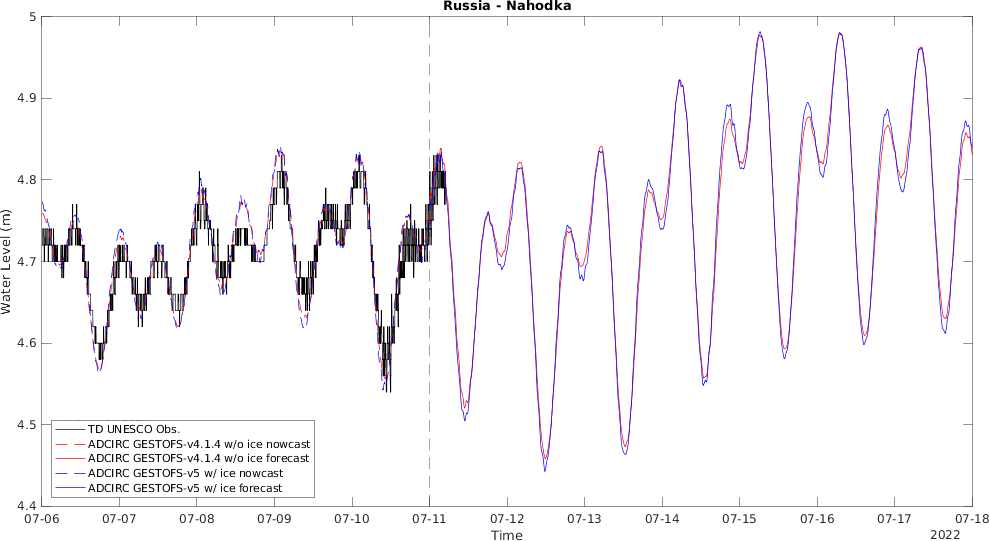 Russia - Nahodka
5
4.9
4.8
4.7
4.6
4.5
4.4
Water Level (m)
TD UNESCO Obs.
ADCIRC GESTOFS-v4.1.4 w/o ice nowcast
ADCIRC GESTOFS-v4.1.4 w/o ice forecast
ADCIRC GESTOFS-v5 w/ ice nowcast
ADCIRC GESTOFS-v5 w/ ice forecast
07-06 07-07 07-08 07-09 07-10 07-11 07-12 07-13 07-14 07-15 07-16 07-17 07-18
Time
2022